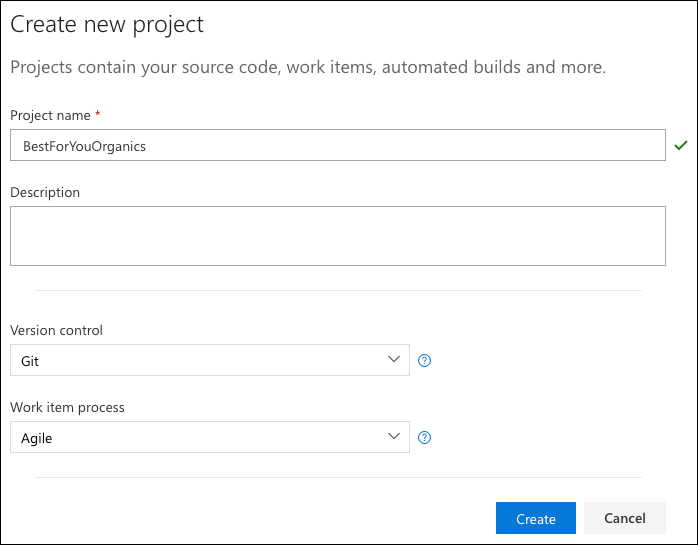 Create new project
Projects contain your source code, work items, automated builds and more.
Project name *
BestForYouOrganics
Description
Version control
Git
?
Work item process
Agile
?
Create
Cancel